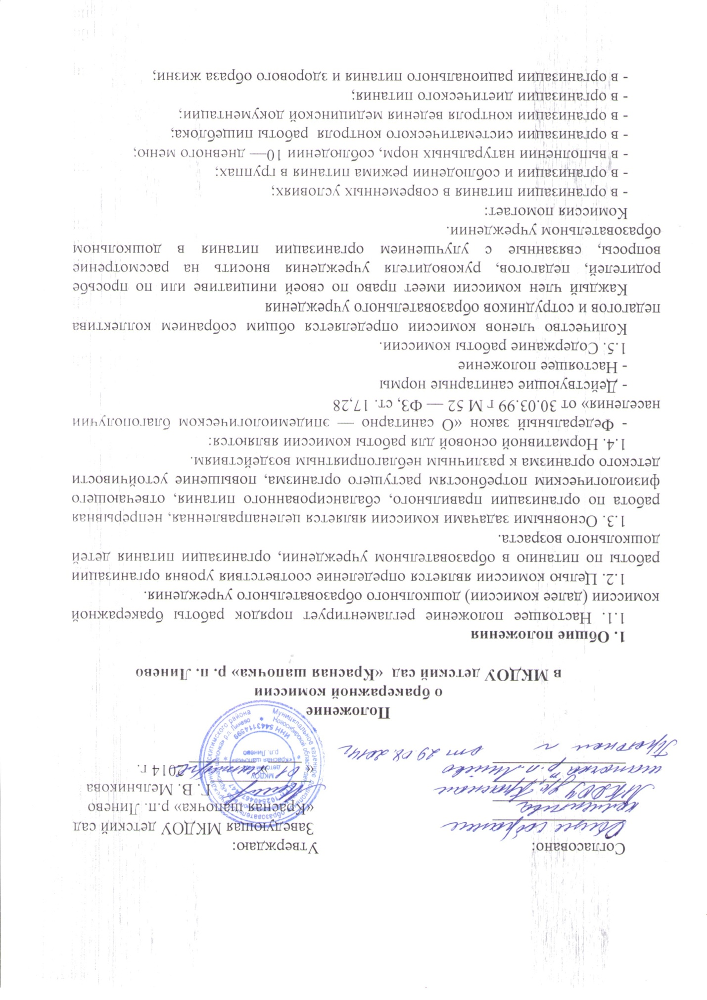 Согласовано:
Общее собрание
коллектива
МКДОУ д/с „Красная
шапочка" р.п. Линево
Протокол от 29.08.2014г
Утверждаю:
Заведующая МКДОУ детский сад
«Красная шапочка» р.п. Линево
Г. В. Мельникова
« 01 » сентября 2014 г.
МКДОУ
детский сад
«Красная шапочка»
р.п. Линево
ИНН 5443114599
Положение
о бракеражной комиссии
в МКДОУ детский сад «Красная шапочка» р. п. Линево
1. Общие положения
1.1. Настоящее положение регламентирует порядок работы бракеражной
комиссии (далее комиссии) дошкольного образовательного учреждения.
1.2. Целью комиссии является определение соответствия уровня организации
работы по питанию в образовательном учреждении, организации питания детей
дошкольного возраста.
1.3. Основными задачами комиссии является целенаправленная, непрерывная
работа по организации правильного, сбалансированного питания, отвечающего
физиологическим потребностям растущего организма, повышение устойчивости
детского организма к различным неблагоприятным воздействиям.
1.4. Нормативной основой для работы комиссии являются:
- Федеральный закон «О санитарно — эпидемиологическом благополучии
населения» от 30.03.99 г М 52 — ФЗ, ст. 17,28
- Действующие санитарные нормы
- Настоящее положение
1.5. Содержание работы комиссии.
Количество членов комиссии определяется общим собранием коллектива
педагогов и сотрудников образовательного учреждения
Каждый член комиссии имеет право по своей инициативе или по просьбе
родителей, педагогов, руководителя учреждения вносить на рассмотрение
вопросы, связанные с улучшением организации питания в дошкольном
образовательном учреждении.
Комиссия помогает:
- в организации питания в современных условиях;
- в организации и соблюдении режима питания в группах;
- в выполнении натуральных норм, соблюдении 10— дневного меню;
- в организации систематического контроля работы пищеблока;
- в организации контроля ведения медицинской документации;
- в организации диетического питания;
- в организации рационального питания и здорового образа жизни;